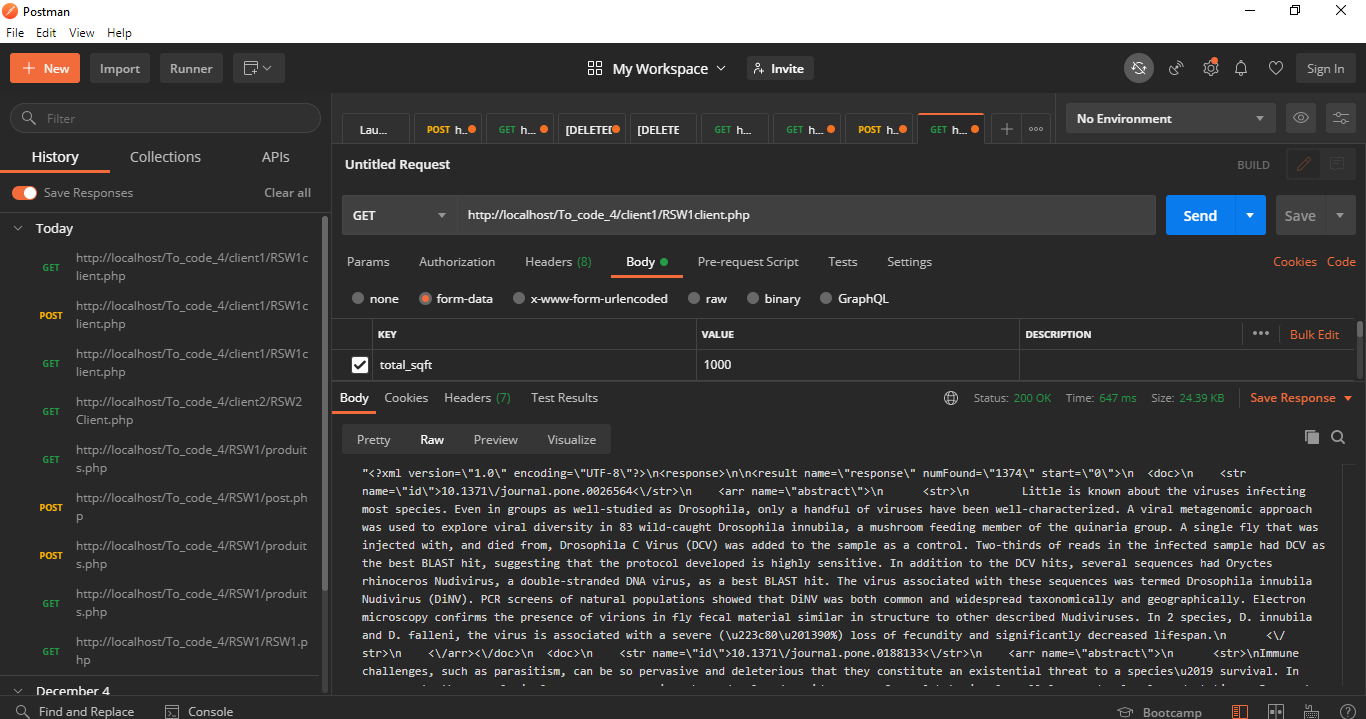 Postman
File Edit View Help
+ New Import Runner My Workspace Invite Sign In
Filter
History Collections APIs
Save Responses Clear all
Today
GET http://localhost/To_code_4/client1/RSW1c
lient.php
POST http://localhost/To_code_4/client1/RSW1c
lient.php
GET http://localhost/To_code_4/client1/RSW1c
lient.php
GET http://localhost/To_code_4/client2/RSW2
Client.php
GET http://localhost/To_code_4/RSW1/produit
s.php
POST http://localhost/To_code_4/RSW1/post.ph
p
POST http://localhost/To_code_4/RSW1/produit
s.php
GET http://localhost/To_code_4/RSW1/produit
s.php
GET http://localhost/To_code_4/RSW1/RSW1.p
hp
December 4
Lau... POST h.. GET h... [DELETE] [DELETE GET h... GET h... POST h.. GET h... + ooo
No Environment
Untitled Request BUILD
GET http://localhost/To_code_4/client1/RSW1client.php Send Save
Params Authorization Headers (8) Body Pre-request Script Tests Settings Cookies Code
none form-data x-www-form-urlencoded raw binary GraphQL
KEY VALUE DESCRIPTION ••• Bulk Edit
total_sqft 1000
Body Cookies Headers (7) Test Results Status: 200 OK Time: 647 ms Size: 24.39 KB Save Response
Pretty Raw Preview Visualize
"<?xml version=\"1.0\" encoding=\"UTF-8\"?>\n<response>\n\n<result name=\"response\" numFound=\"1374\" start=\"0\">\n <doc>\n <str
name=\"id\">10.1371\/journal.pone.0026564<\/str>\n <arr name=\"abstract\">\n <str>\n Little is known about the viruses infecting
most species. Even in groups as well-studied as Drosophila, only a handful of viruses have been well-characterized. A viral metagenomic approach
was used to explore viral diversity in 83 wild-caught Drosophila innubila, a mushroom feeding member of the quinaria group. A single fly that was
injected with, and died from, Drosophila C Virus (DCV) was added to the sample as a control. Two-thirds of reads in the infected sample had DCV as
the best BLAST hit, suggesting that the protocol developed is highly sensitive. In addition to the DCV hits, several sequences had Oryctes
rhinoceros Nudivirus, a double-stranded DNA virus, as a best BLAST hit. The virus associated with these sequences was termed Drosophila innubila
Nudivirus (DiNV). PCR screens of natural populations showed that DiNV was both common and widespread taxonomically and geographically. Electron
microscopy confirms the presence of virions in fly fecal material similar in structure to other described Nudiviruses. In 2 species, D. innubila
and D. falleni, the virus is associated with a severe (\u223c80\u201390%) loss of fecundity and significantly decreased lifespan.\n <\/
str>\n <\/arr><\/doc>\n <doc>\n <str name=\"id\">10.1371\/journal.pone.0188133<\/str>\n <arr name=\"abstract\">\n <str>\nImmune
challenges, such as parasitism, can be so pervasive and deleterious that they constitute an existential threat to a species\u2019 survival. In
Find and Replace Console Bootcamp